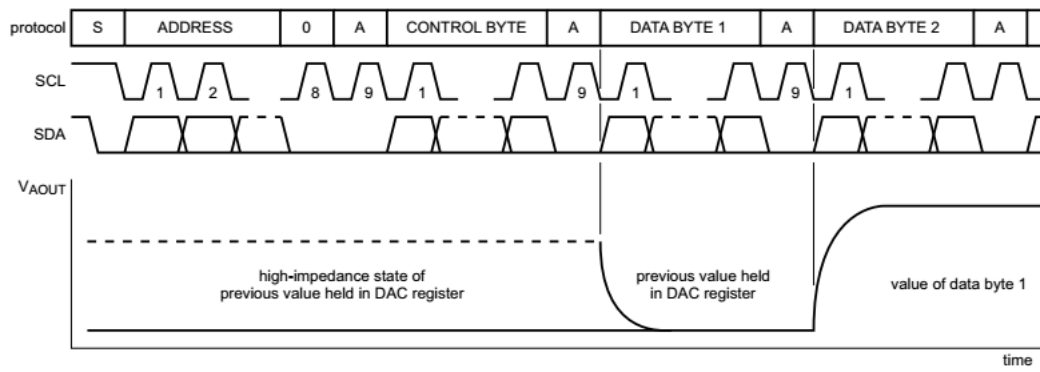 protocol S ADDRESS 0 A CONTROL BYTE A DATA BYTE 1 A DATA BYTE 2 A
SCL 1 2 8 9 1 9 1 9 1
SDA
VAOUT
high-impedance state of
previous value held in DAC register
previous value held
in DAC register
value of data byte 1
time